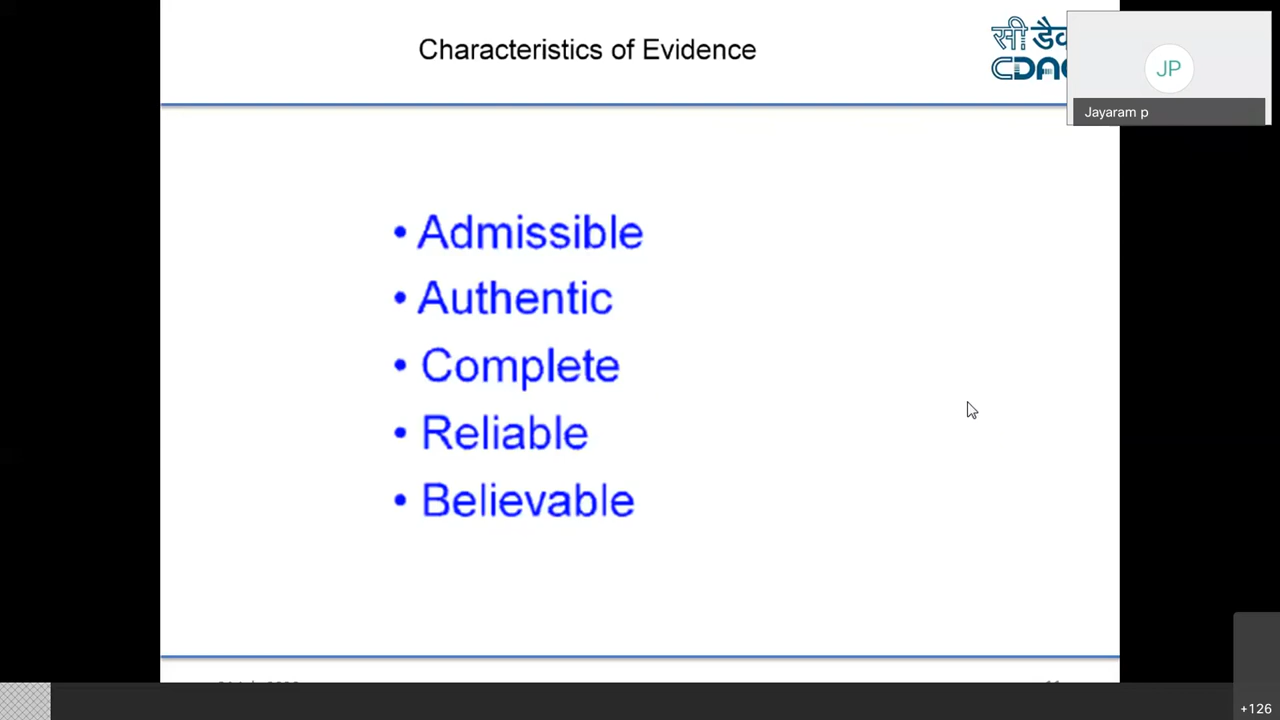 Characteristics of Evidence
सी डैक
CDAC
JP
Jayaram p
• Admissible
• Authentic
• Complete
• Reliable
• Believable
+126